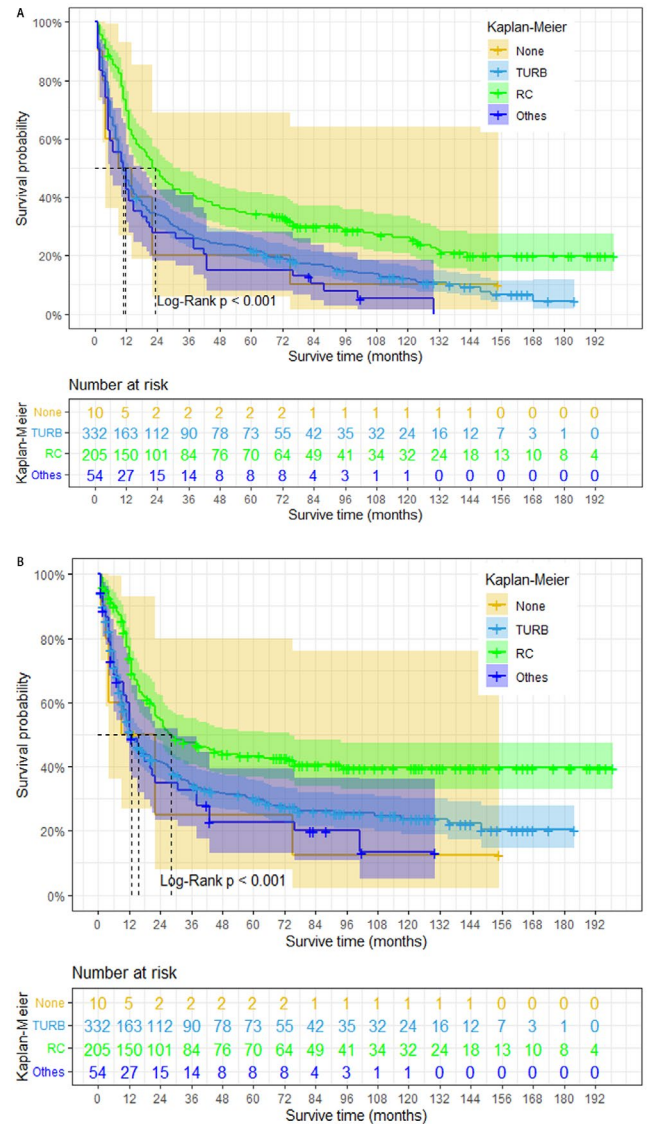 A
Kaplan-Meier
None
TURB
RC
Othes
100%
80%
60%
40%
20%
0%
Survival probability
Log-Rank p < 0.001
0 12 24 36 48 60 72 84 96 108 120 132 144 156 168 180 192
Survive time (months)
Number at risk
Kaplan-Meier
None 10 5 2 2 2 2 2 1 1 1 1 1 1 0 0 0 0
TURB 332 163 112 90 78 73 55 42 35 32 24 16 12 7 3 1 0
RC 205 150 101 84 76 70 64 49 41 34 32 24 18 13 10 8 4
Othes 54 27 15 14 8 8 8 4 3 1 1 0 0 0 0 0 0
0 12 24 36 48 60 72 84 96 108 120 132 144 156 168 180 192
Survive time (months)
B
Kaplan-Meier
None
TURB
RC
Othes
100%
80%
60%
40%
20%
0%
Survival probability
Log-Rank p < 0.001
0 12 24 36 48 60 72 84 96 108 120 132 144 156 168 180 192
Survive time (months)
Number at risk
Kaplan-Meier
None 10 5 2 2 2 2 2 1 1 1 1 1 1 0 0 0 0
TURB 332 163 112 90 78 73 55 42 35 32 24 16 12 7 3 1 0
RC 205 150 101 84 76 70 64 49 41 34 32 24 18 13 10 8 4
Othes 54 27 15 14 8 8 8 4 3 1 1 0 0 0 0 0 0
0 12 24 36 48 60 72 84 96 108 120 132 144 156 168 180 192
Survive time (months)